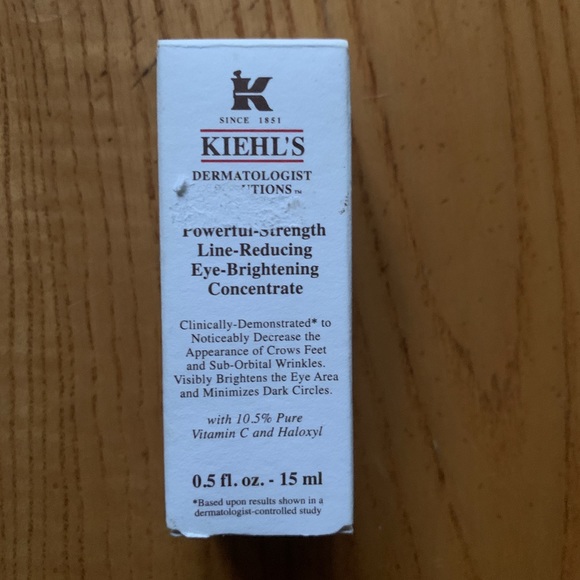 K
SINCE 1851
KIEHL'S
DERMATOLOGIST
TIONS™
Powerful-Strength
Line-Reducing
Eye-Brightening
Concentrate
Clinically-Demonstrated* to
Noticeably Decrease the
Appearance of Crows Feet
and Sub-Orbital Wrinkles.
Visibly Brightens the Eye Area
and Minimizes Dark Circles.
with 10.5% Pure
Vitamin C and Haloxyl
0.5 fl. oz. - 15 ml
*Based upon results shown in a
dermatologist-controlled study